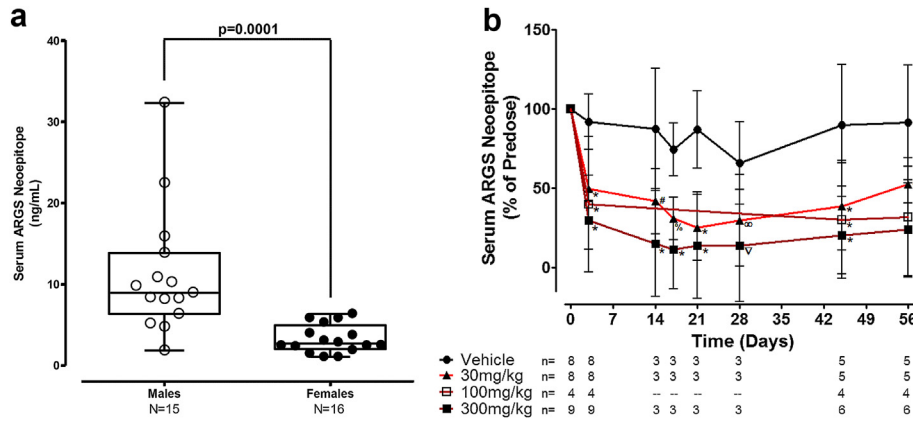 a
p=0.0001
Serum ARGS Neoepitope
(ng/mL)
40
30
20
10
0
Males
N=15
Females
N=16
b
Serum ARGS Neoepitope
(% of Predose)
150
100
50
0
* * * # * % * * * ∞ ∇ * * *
0 7 14 21 28 35 42 49 56
Time (Days)
Vehicle n= 8 8 3 3 3 3 5 5
30mg/kg n= 8 8 3 3 3 3 5 5
100mg/kg n= 4 4 -- -- -- -- 4 4
300mg/kg n= 9 9 3 3 3 3 6 6